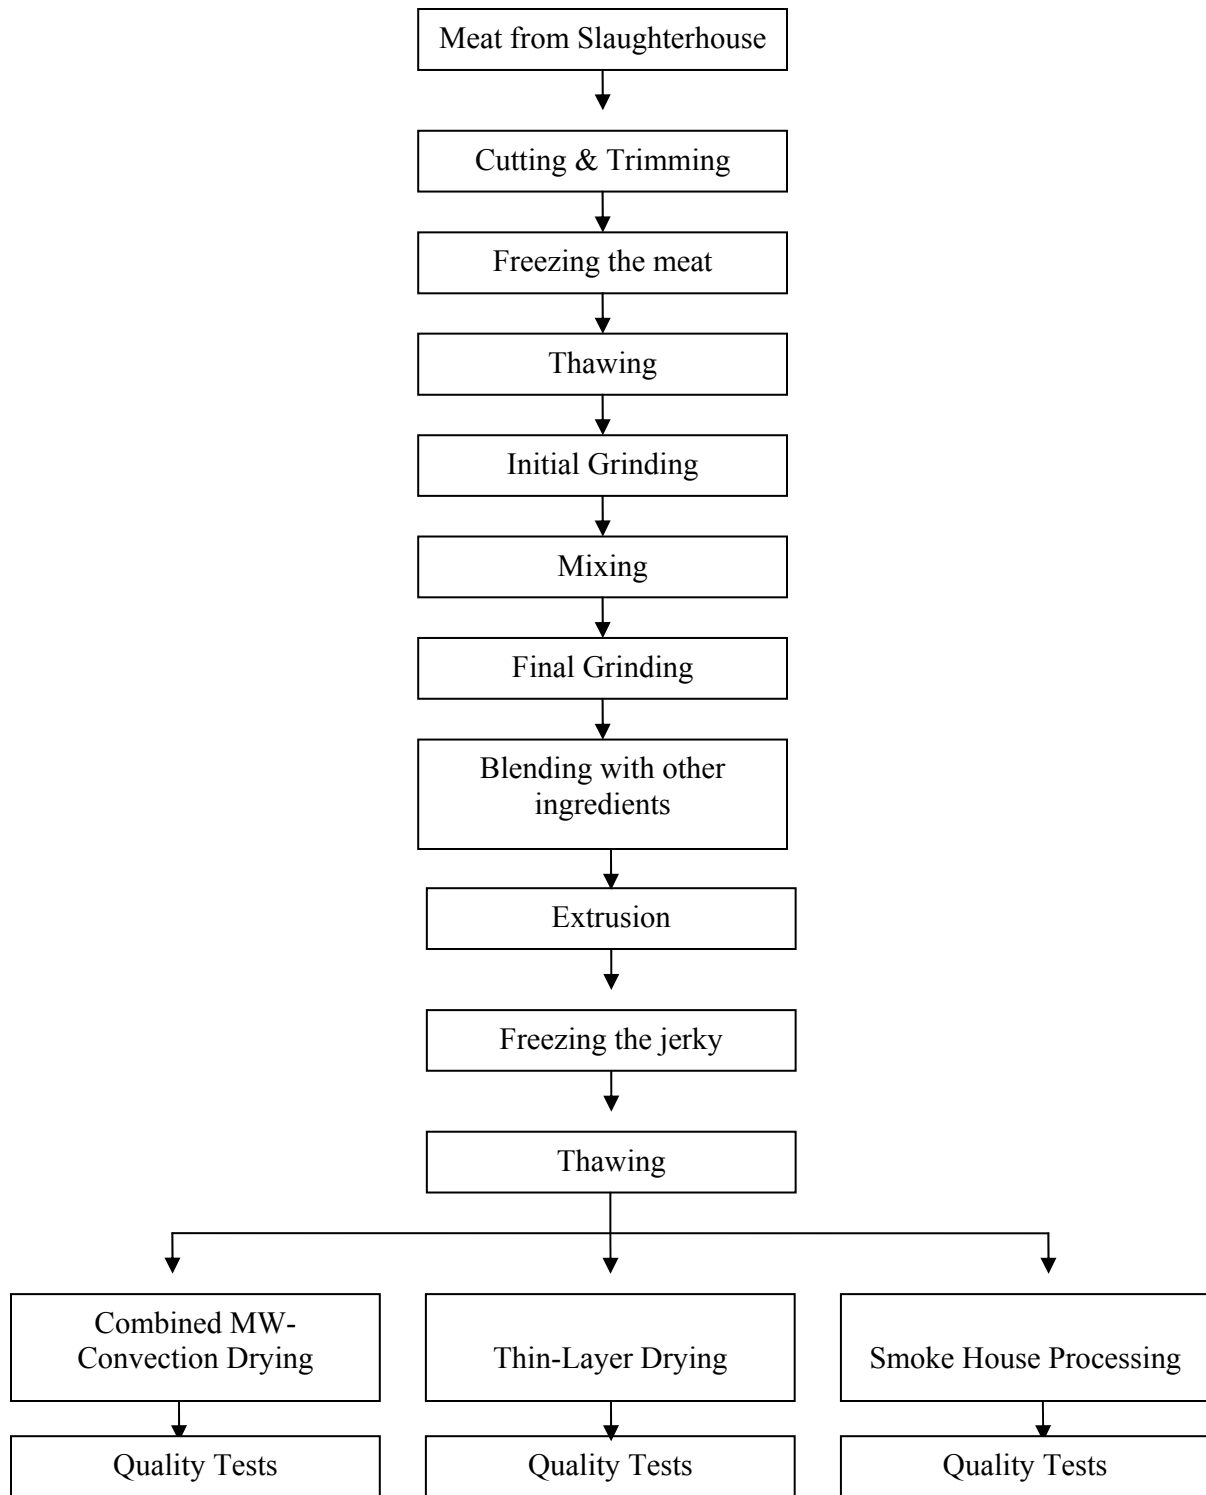 Meat from Slaughterhouse
Cutting & Trimming
Freezing the meat
Thawing
Initial Grinding
Mixing
Final Grinding
Blending with other
ingredients
Extrusion
Freezing the jerky
Thawing
Combined MW-
Convection Drying
Thin-Layer Drying
Smoke House Processing
Quality Tests
Quality Tests
Quality Tests